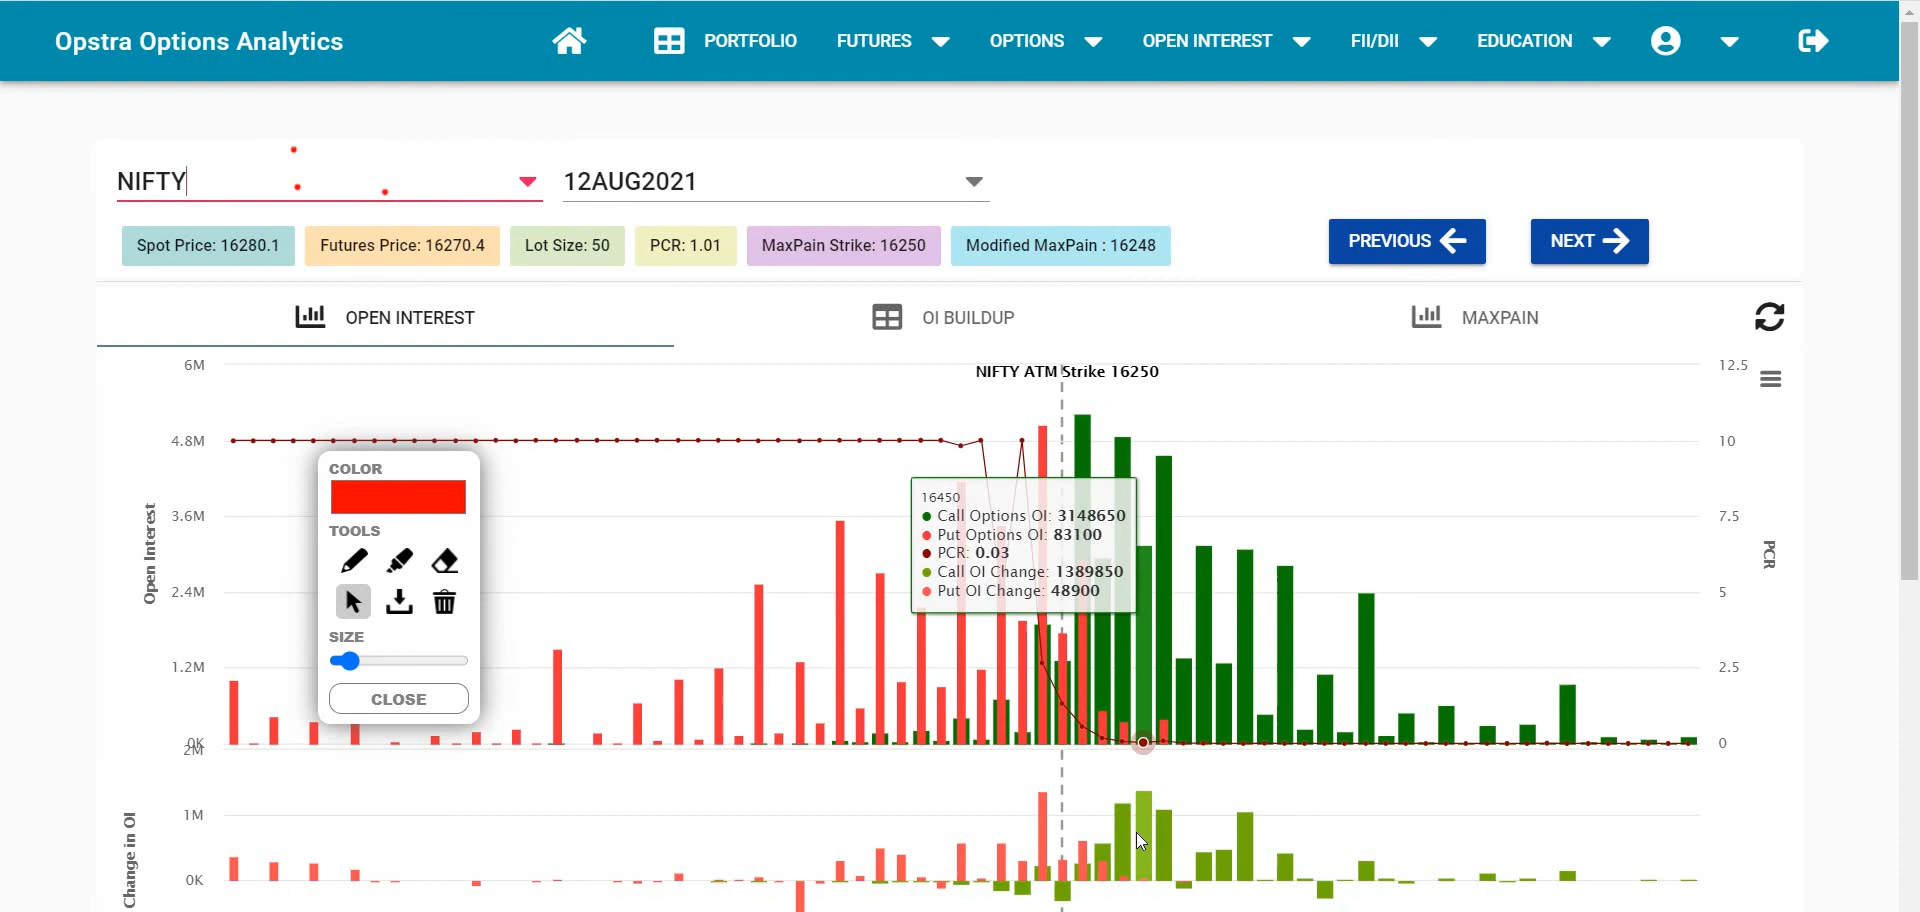 Opstra Options Analytics
PORTFOLIO
FUTURES
OPTIONS
OPEN INTEREST
FII/DII
EDUCATION
NIFTY
12AUG2021
Spot Price: 16280.1
Futures Price: 16270.4
Lot Size: 50
PCR: 1.01
MaxPain Strike: 16250
Modified MaxPain : 16248
PREVIOUS
NEXT
OPEN INTEREST
OI BUILDUP
MAXPAIN
NIFTY ATM Strike 16250
6M
4.8M
3.6M
2.4M
1.2M
0K
Open Interest
12.5
10
7.5
5
2.5
0
PCR
COLOR
TOOLS
SIZE
CLOSE
16450
Call Options OI: 3148650
Put Options OI: 83100
PCR: 0.03
Call OI Change: 1389850
Put OI Change: 48900
2M
1M
0K
Change in OI